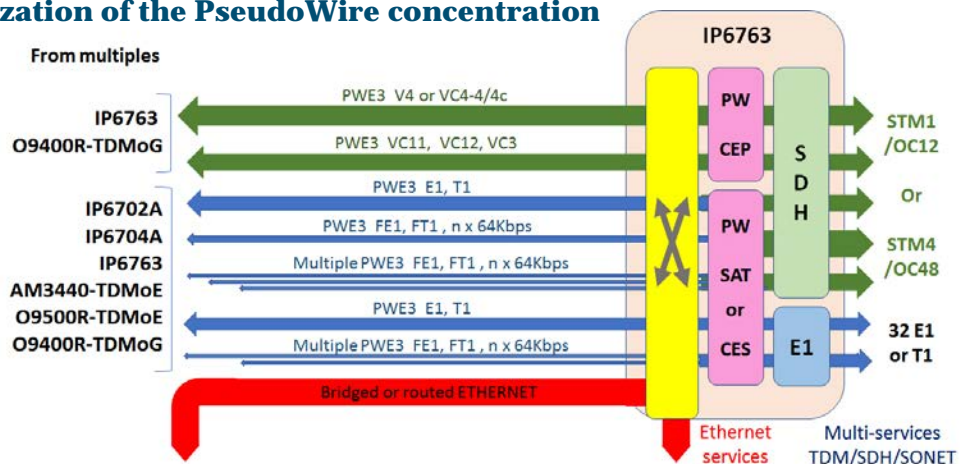 zation of the PseudoWire concentration
From multiples
IP6763
O9400R-TDMoG
IP6702A
IP6704A
IP6763
AM3440-TDMoE
O9500R-TDMoE
O9400R-TDMoG
PWE3 V4 or VC4-4/4c
PWE3 VC11, VC12, VC3
PWE3 E1, T1
PWE3 FE1, FT1, n x 64Kbps
Multiple PWE3 FE1, FT1 , n x 64Kbps
PWE3 E1, T1
Multiple PWE3 FE1, FT1 , n x 64Kbps
Bridged or routed ETHERNET
IP6763
PW
CEP
PW
SAT
or
CES
S
D
H
E1
STM1
/OC12
Or
STM4
/OC48
32 E1
or T1
Ethernet
services
Multi-services
TDM/SDH/SONET